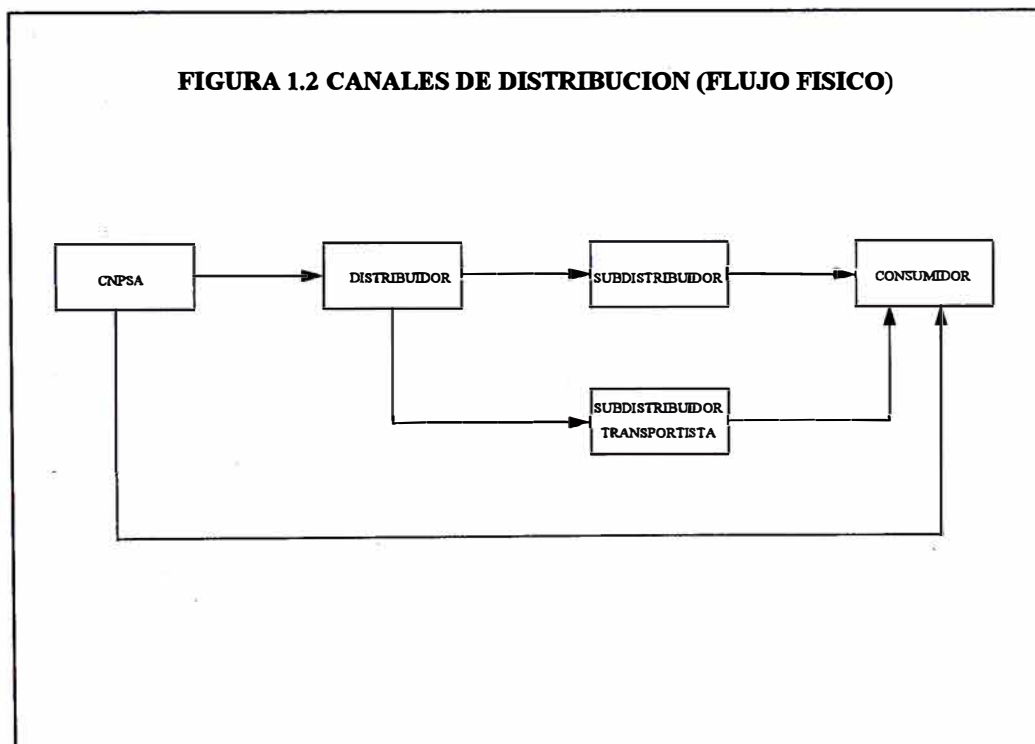 FIGURA 1.2 CANALES DE DISTRIBUCION (FLUJO FISICO)
CNPSA
DISTRIBUIDOR
SUBDISTRIBUIDOR
CONSUMIDOR
SUBDISTRIBUIDOR
TRANSPORTISTA